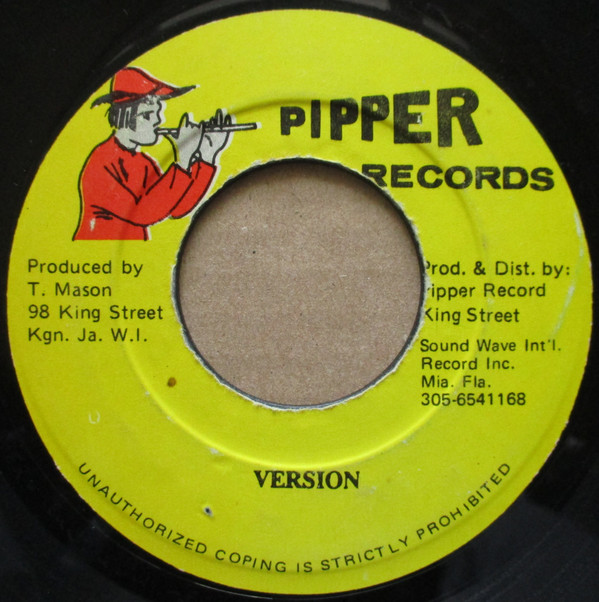 PIPPER
RECORDS
Produced by
T. Mason
98 King Street
Kgn. Ja. W.I.
Prod. & Dist. by:
Pipper Record
King Street
Sound Wave Int'l.
Record Inc.
Mia. Fla.
305-6541168
VERSION
UNAUTHORIZED COPING IS STRICTLY PROHIBITED